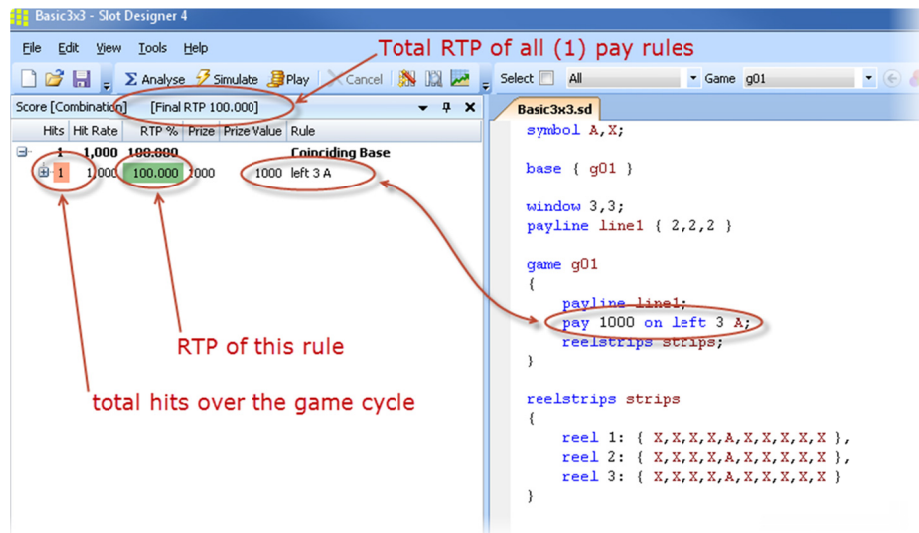 Basic3x3 - Slot Designer 4
File Edit View Tools Help
Total RTP of all (1) pay rules
Σ Analyse Simulate Play Cancel
Select All Game g01
Score [Combination] [Final RTP 100.000]
Basic3x3.sd
Hits Hit Rate RTP % Prize Prize Value Rule
1 1,000 100.000 Coinciding Base
1 1,000 100.000 1000 1000 left 3 A
symbol A,X;
base { g01 }
window 3,3;
payline line1 { 2,2,2 }
game g01
{
payline line1;
pay 1000 on left 3 A;
reelstrips strips;
}
RTP of this rule
total hits over the game cycle
reelstrips strips
{
reel 1: { X,X,X,X,A,X,X,X,X,X },
reel 2: { X,X,X,X,A,X,X,X,X,X },
reel 3: { X,X,X,X,A,X,X,X,X,X }
}